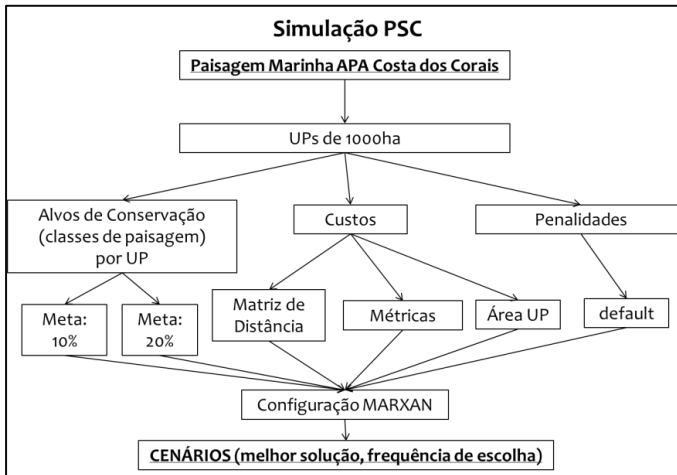 Simulação PSC
Paisagem Marinha APA Costa dos Corais
UPs de 1000ha
Alvos de Conservação
(classes de paisagem)
por UP
Custos
Penalidades
Meta:
10%
Meta:
20%
Matriz de
Distância
Métricas
Área UP
default
Configuração MARXAN
CENÁRIOS (melhor solução, frequência de escolha)